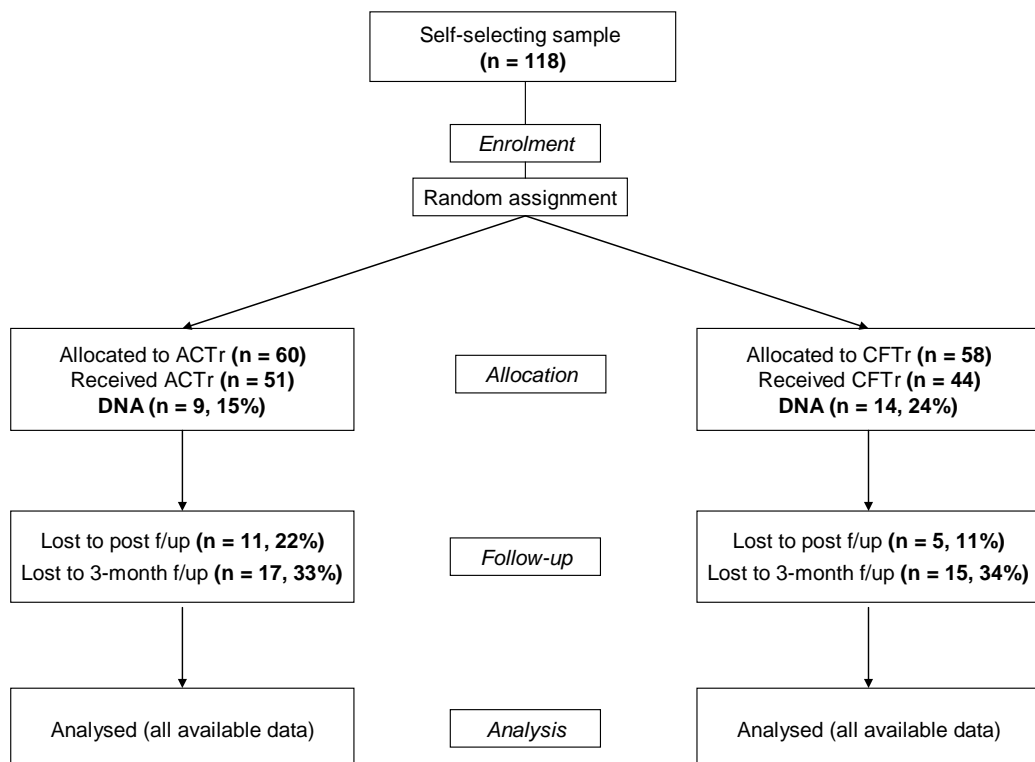 Self-selecting sample
(n = 118)
Enrolment
Random assignment
Allocated to ACTr (n = 60)
Received ACTr (n = 51)
DNA (n = 9, 15%)
Allocation
Allocated to CFTr (n = 58)
Received CFTr (n = 44)
DNA (n = 14, 24%)
Lost to post f/up (n = 11, 22%)
Lost to 3-month f/up (n = 17, 33%)
Follow-up
Lost to post f/up (n = 5, 11%)
Lost to 3-month f/up (n = 15, 34%)
Analysed (all available data)
Analysis
Analysed (all available data)